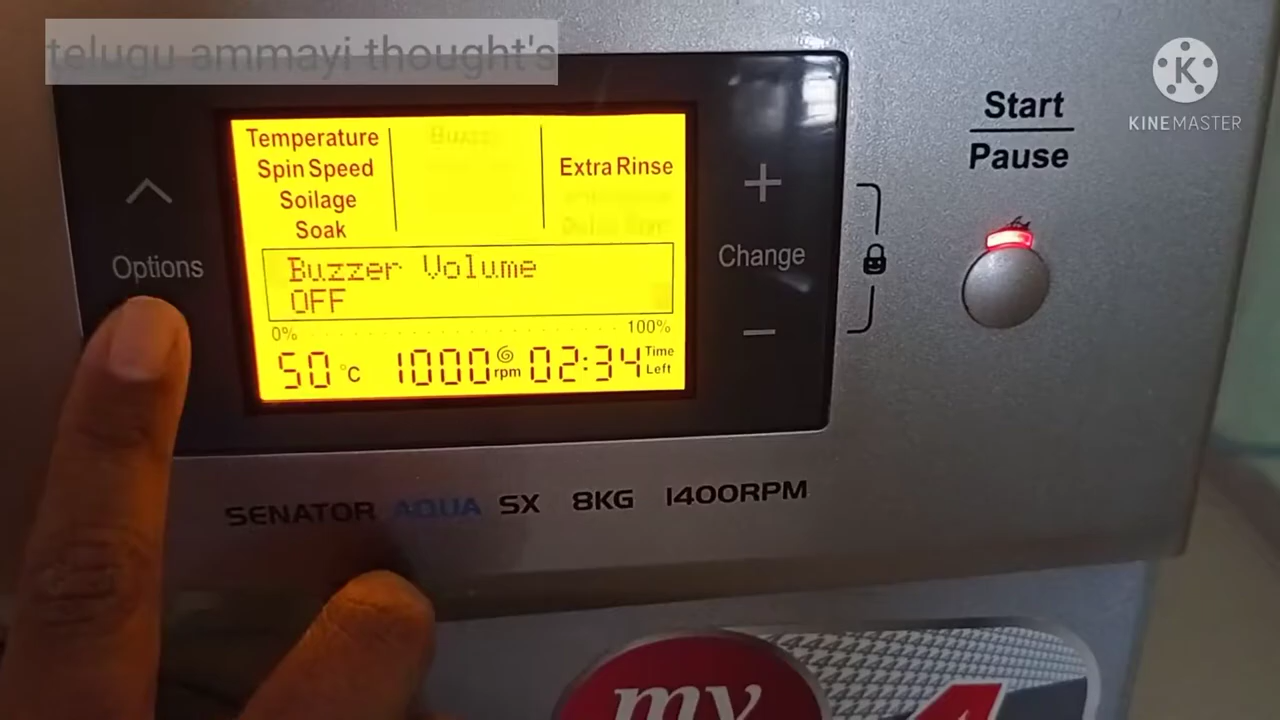 telugu ammayi thought's
K
KINEMASTER
Start
Pause
Temperature
Spin Speed
Soilage
Soak
Extra Rinse
Options
Buzzer Volume
OFF
0% 100%
50 °C 1000 rpm 02:34 Time Left
+
Change
−
SENATOR AQUA SX 8KG 1400RPM
my